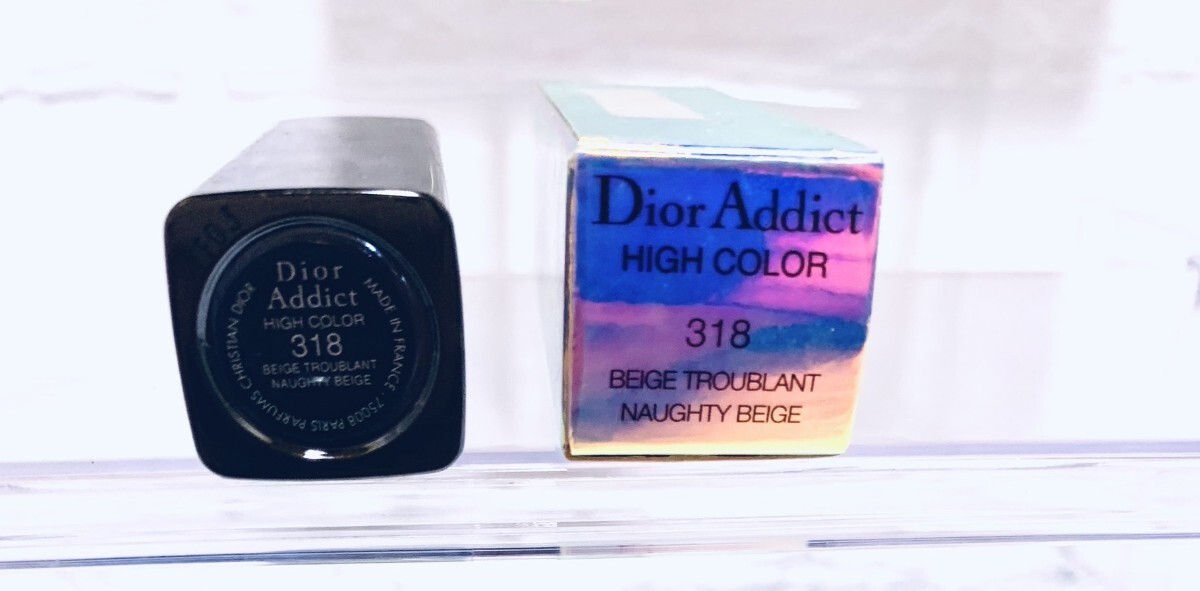 Dior
Addict
HIGH COLOR
318
BEIGE TROUBLANT
NAUGHTY BEIGE
MADE IN FRANCE . 75008 PARIS PARFUMS CHRISTIAN DIOR
Dior Addict
HIGH COLOR
318
BEIGE TROUBLANT
NAUGHTY BEIGE